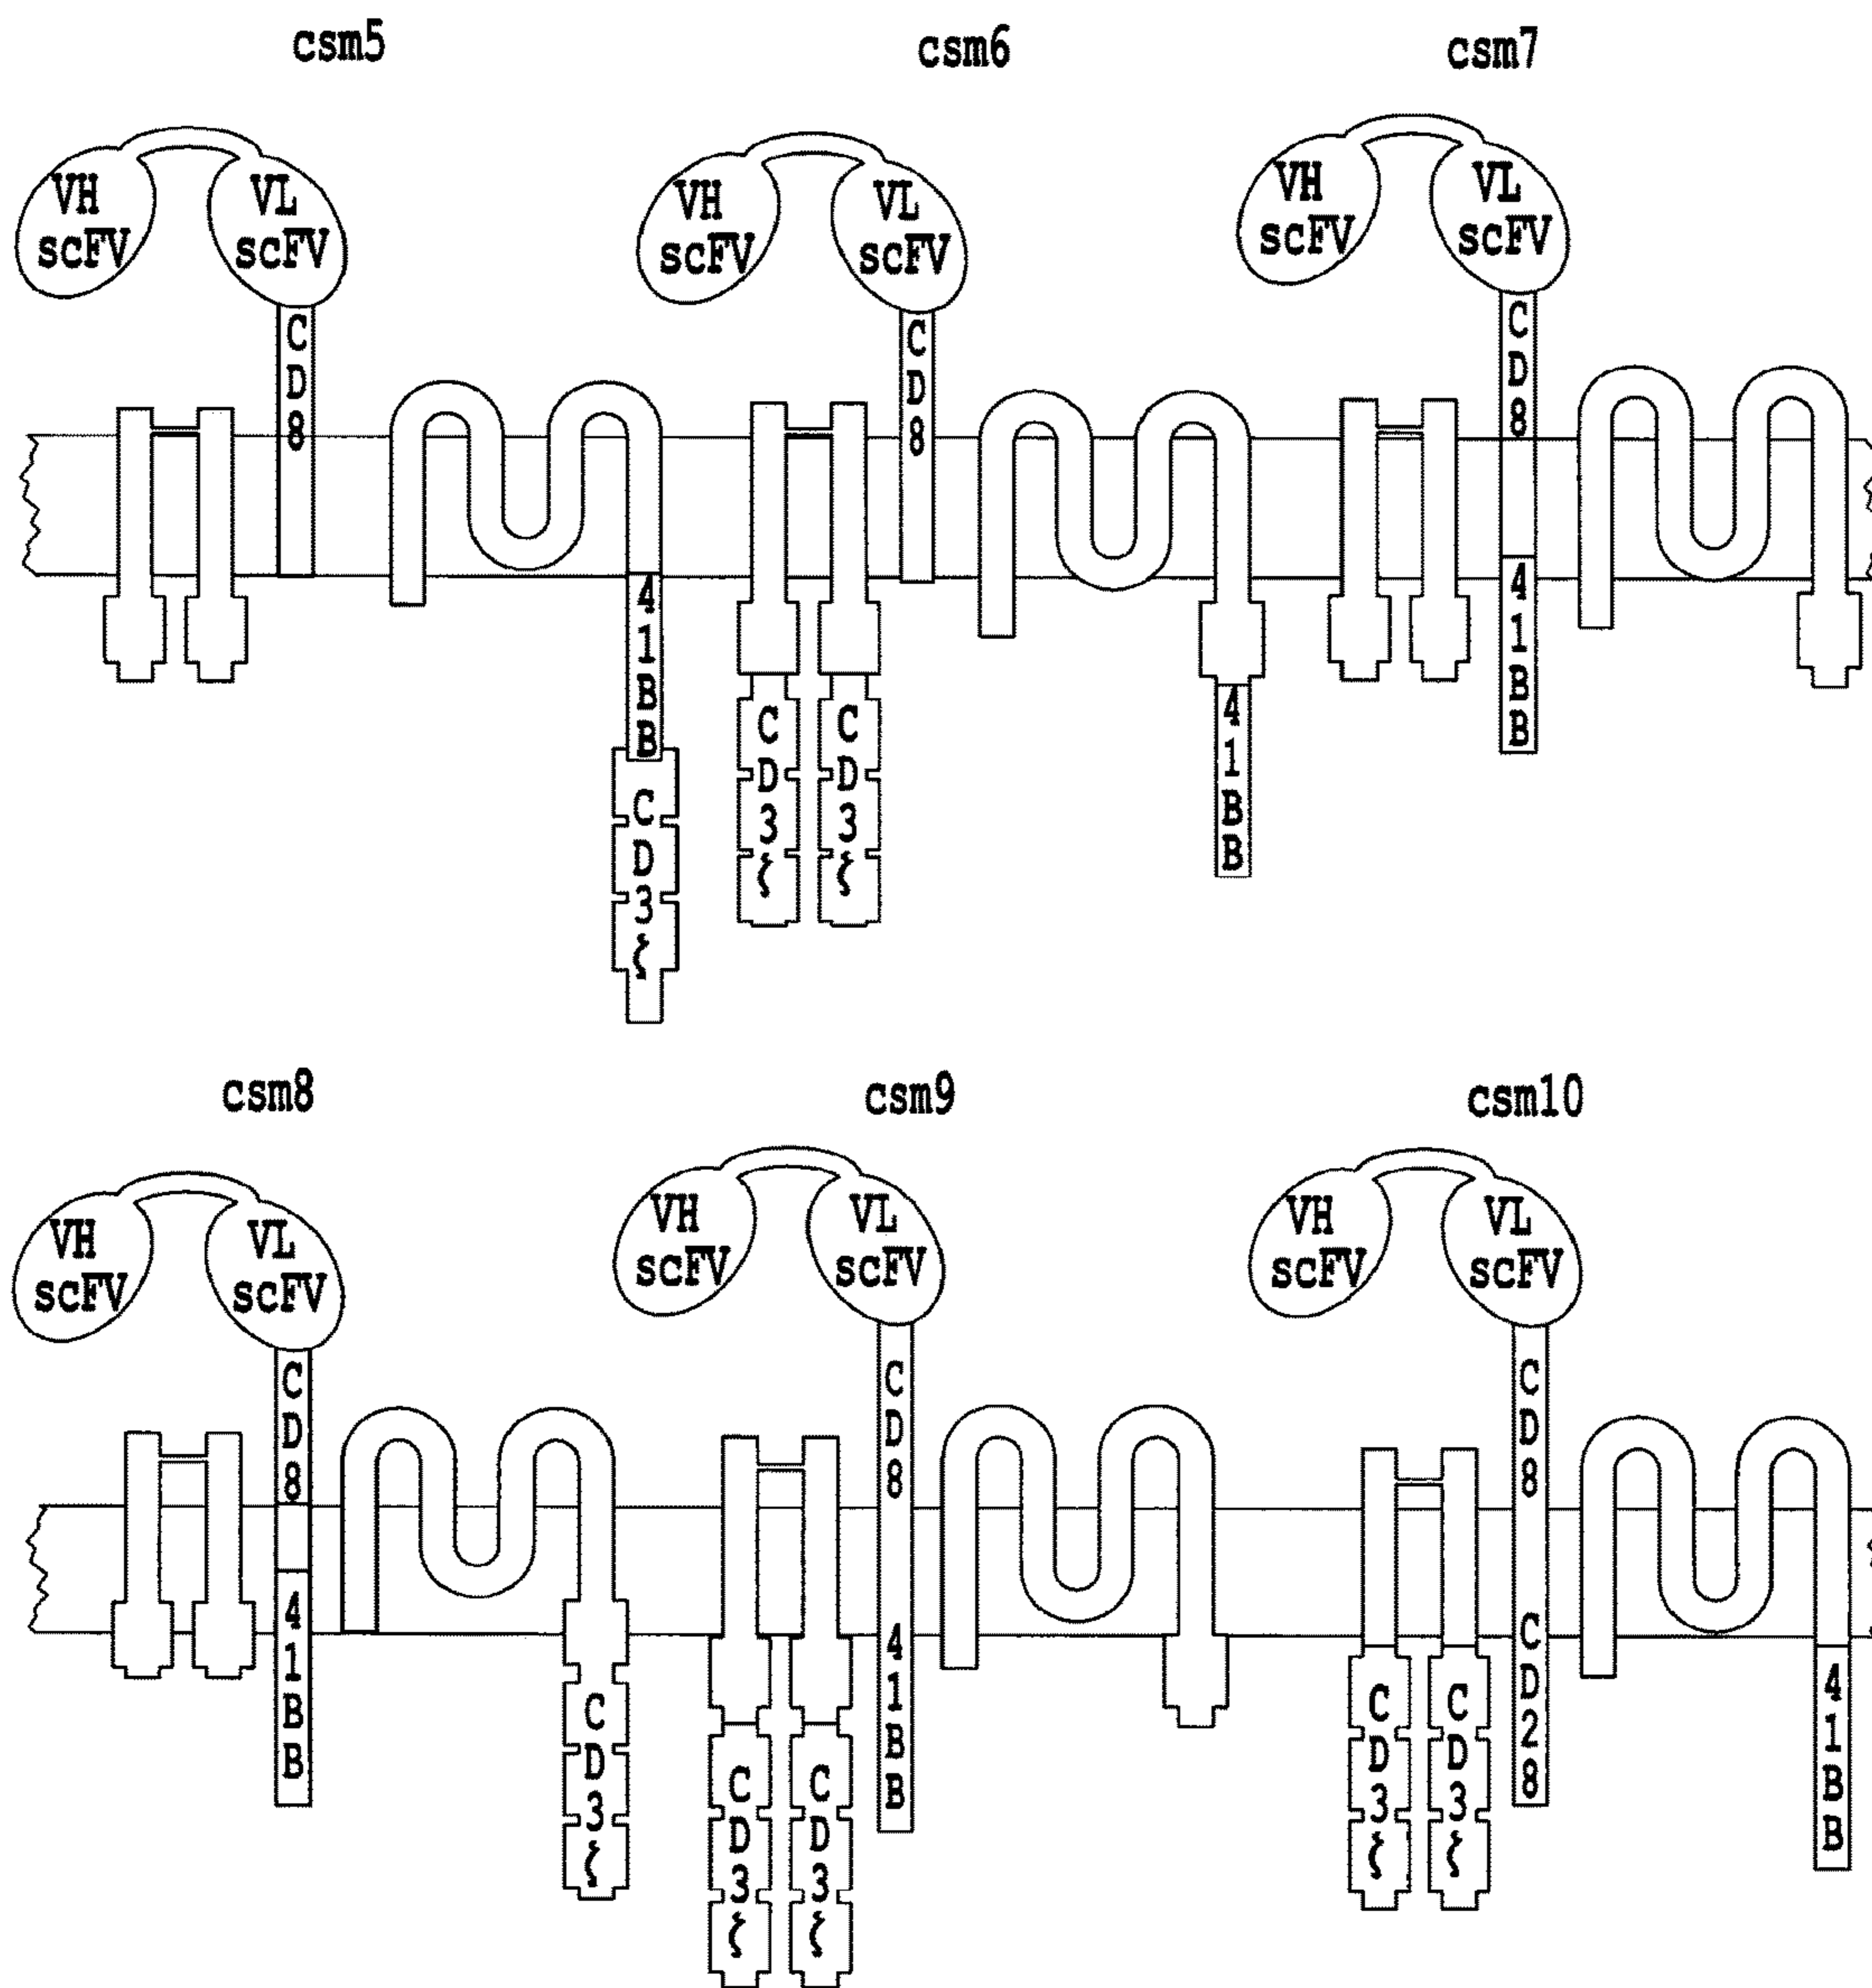 csm5
csm6
csm7
VH
scFV
VL
scFV
VH
scFV
VL
scFV
VH
scFV
VL
scFV
CD8
CD8
CD8
41BB
CD3ζ
CD3ζ
CD3ζ
41BB
41BB
csm8
csm9
csm10
VH
scFV
VL
scFV
VH
scFV
VL
scFV
VH
scFV
VL
scFV
CD8
41BB
CD3ζ
CD3ζ
CD3ζ
CD8
41BB
CD3ζ
CD3ζ
CD8
CD28
41BB